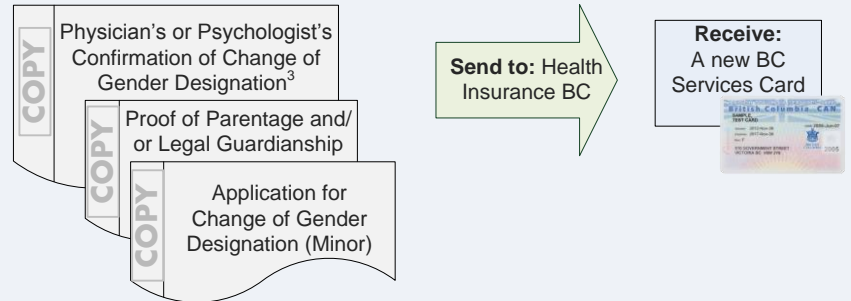 COPY
Physician's or Psychologist's
Confirmation of Change of
Gender Designation3
COPY
Proof of Parentage and/
or Legal Guardianship
COPY
Application for
Change of Gender
Designation (Minor)
Send to: Health
Insurance BC
Receive:
A new BC
Services Card
British Columbia CAN
SAMPLE,
TEST CARD
2005